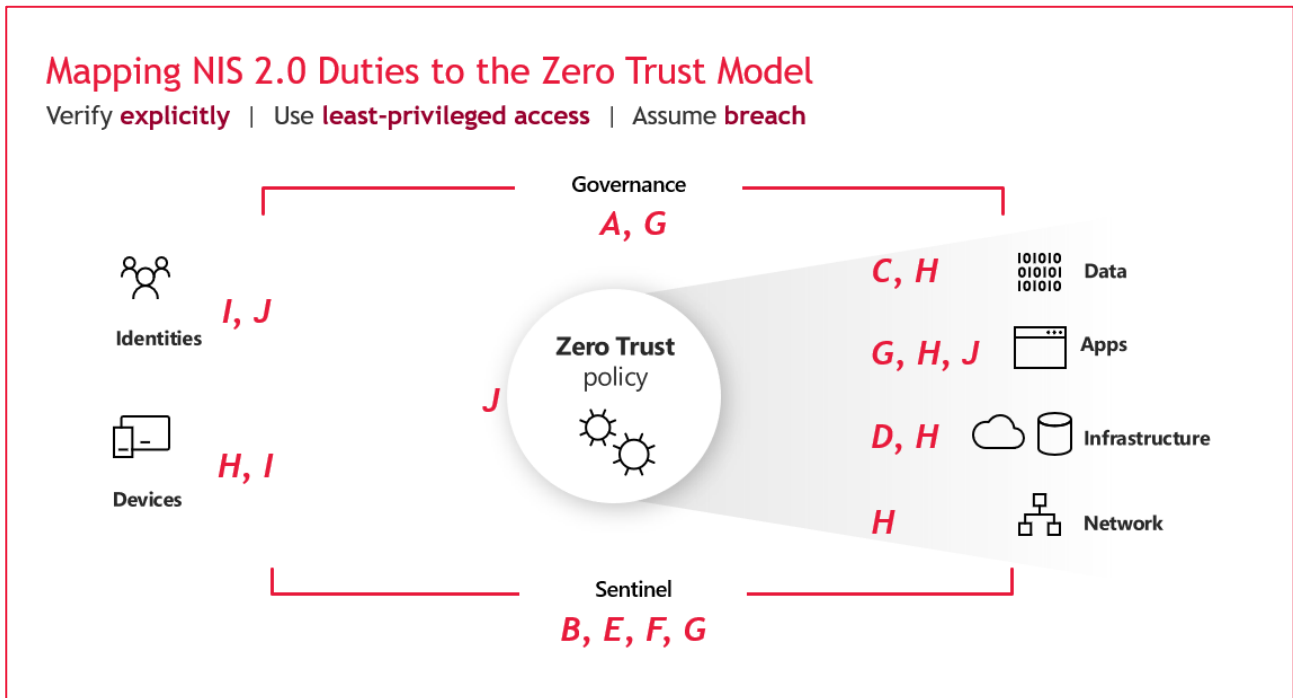 Mapping NIS 2.0 Duties to the Zero Trust Model
Verify explicitly | Use least-privileged access | Assume breach
Governance
A, G
Identities
I, J
Devices
H, I
J
Zero Trust
policy
C, H
101010
010101
101010
Data
G, H, J
Apps
D, H
Infrastructure
H
Network
Sentinel
B, E, F, G